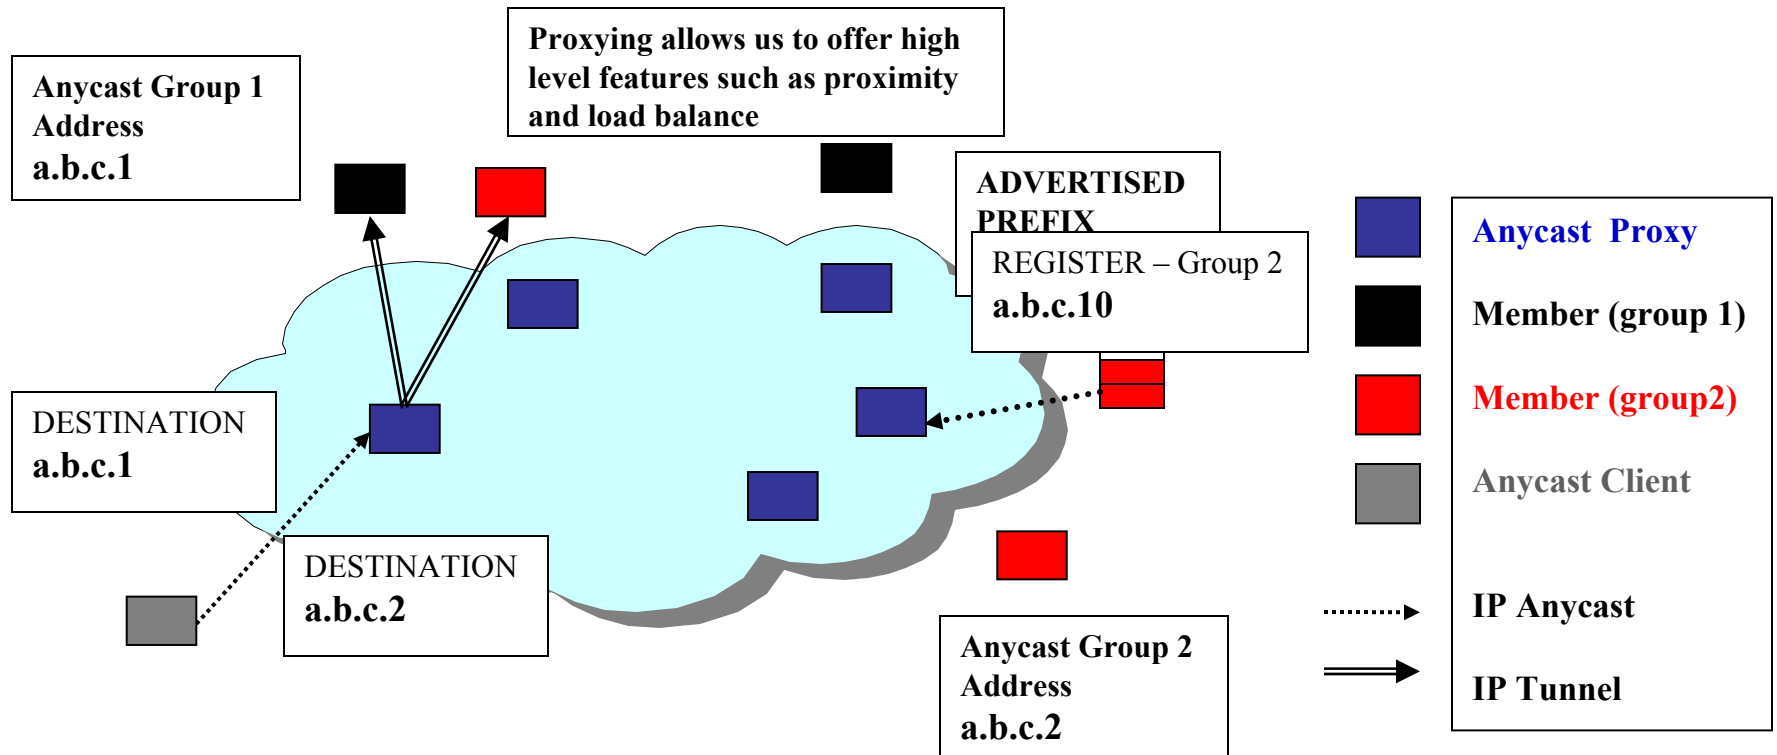 Proxying allows us to offer high
level features such as proximity
and load balance
Anycast Group 1
Address
a.b.c.1
ADVERTISED
PREFIX
REGISTER – Group 2
a.b.c.10
DESTINATION
a.b.c.1
DESTINATION
a.b.c.2
Anycast Group 2
Address
a.b.c.2
Anycast Proxy
Member (group 1)
Member (group2)
Anycast Client
IP Anycast
IP Tunnel